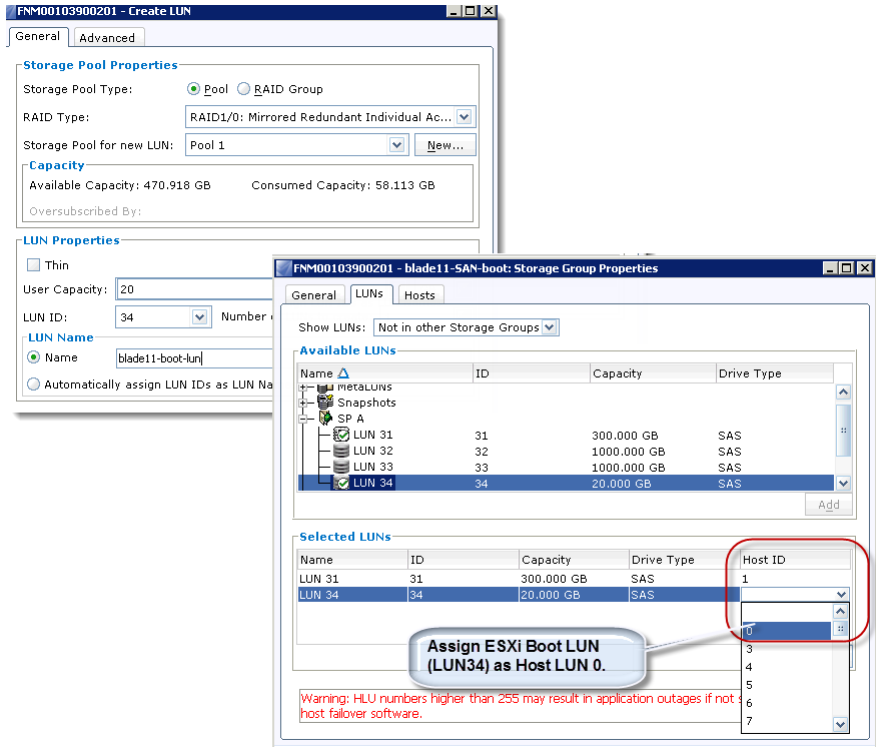 FNM00103900201 - Create LUN
General
Advanced
Storage Pool Properties
Storage Pool Type:
Pool
RAID Group
RAID Type:
RAID1/0: Mirrored Redundant Individual Ac...
Storage Pool for new LUN:
Pool 1
New...
Capacity
Available Capacity: 470.918 GB
Consumed Capacity: 58.113 GB
Oversubscribed By:
LUN Properties
Thin
User Capacity:
20
LUN ID:
34
Number
LUN Name
Name
blade11-boot-lun
Automatically assign LUN IDs as LUN Na
FNM00103900201 - blade11-SAN-boot: Storage Group Properties
General
LUNs
Hosts
Show LUNs:
Not in other Storage Groups
Available LUNs
Name ID Capacity Drive Type
MetaLUNs
Snapshots
SP A
LUN 31 31 300.000 GB SAS
LUN 32 32 1000.000 GB SAS
LUN 33 33 1000.000 GB SAS
LUN 34 34 20.000 GB SAS
Add
Selected LUNs
Name ID Capacity Drive Type Host ID
LUN 31 31 300.000 GB SAS 1
LUN 34 34 20.000 GB SAS
0
3
4
5
6
7
Assign ESXi Boot LUN
(LUN34) as Host LUN 0.
Warning: HLU numbers higher than 255 may result in application outages if not
host failover software.